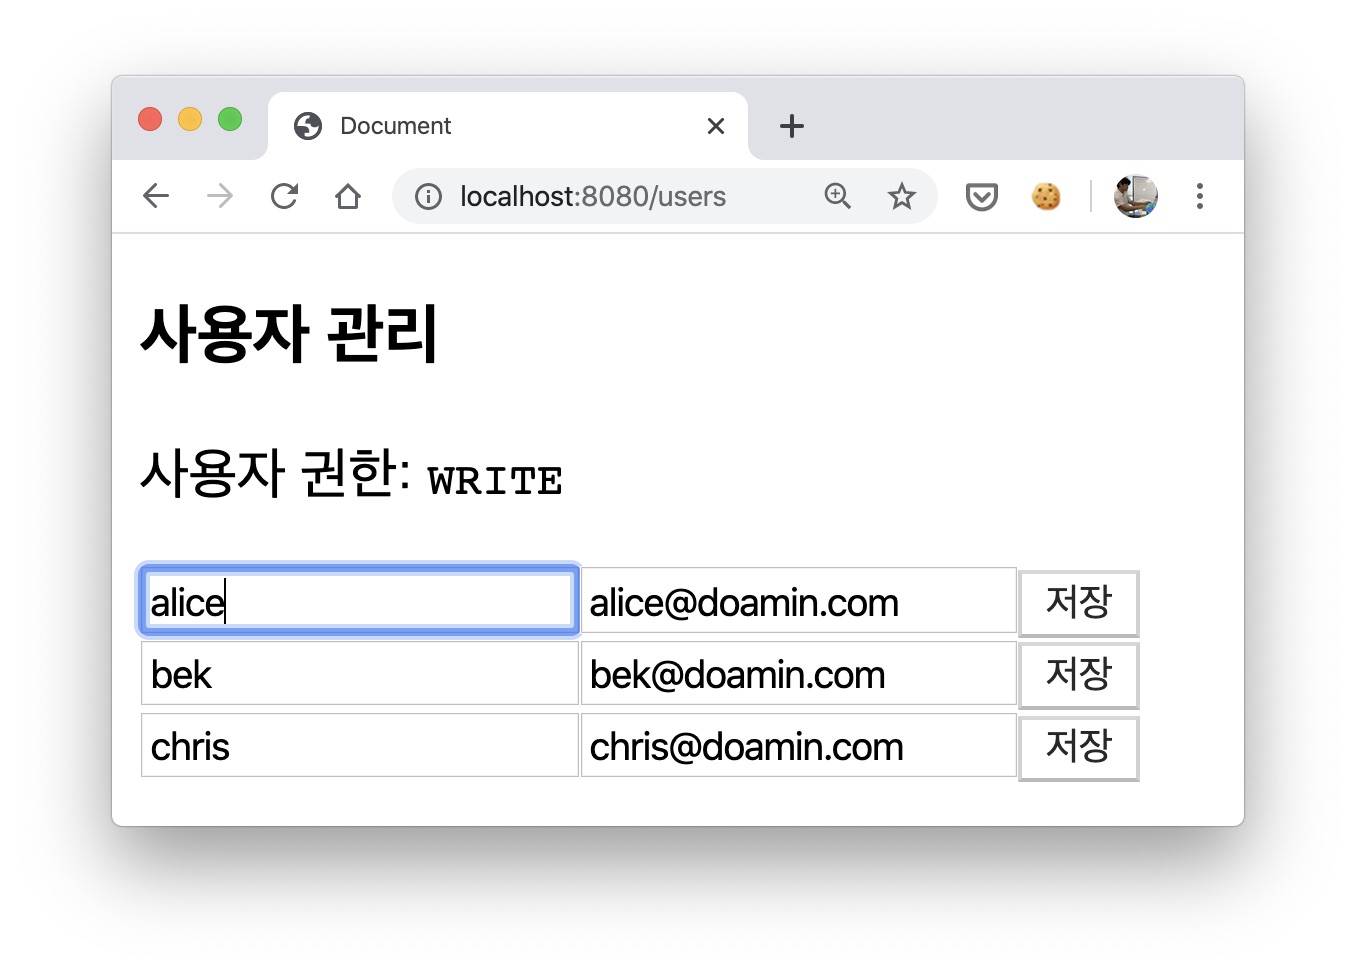 Document
localhost:8080/users
사용자 관리
사용자 권한: WRITE
alice alice@doamin.com 저장
bek bek@doamin.com 저장
chris chris@doamin.com 저장